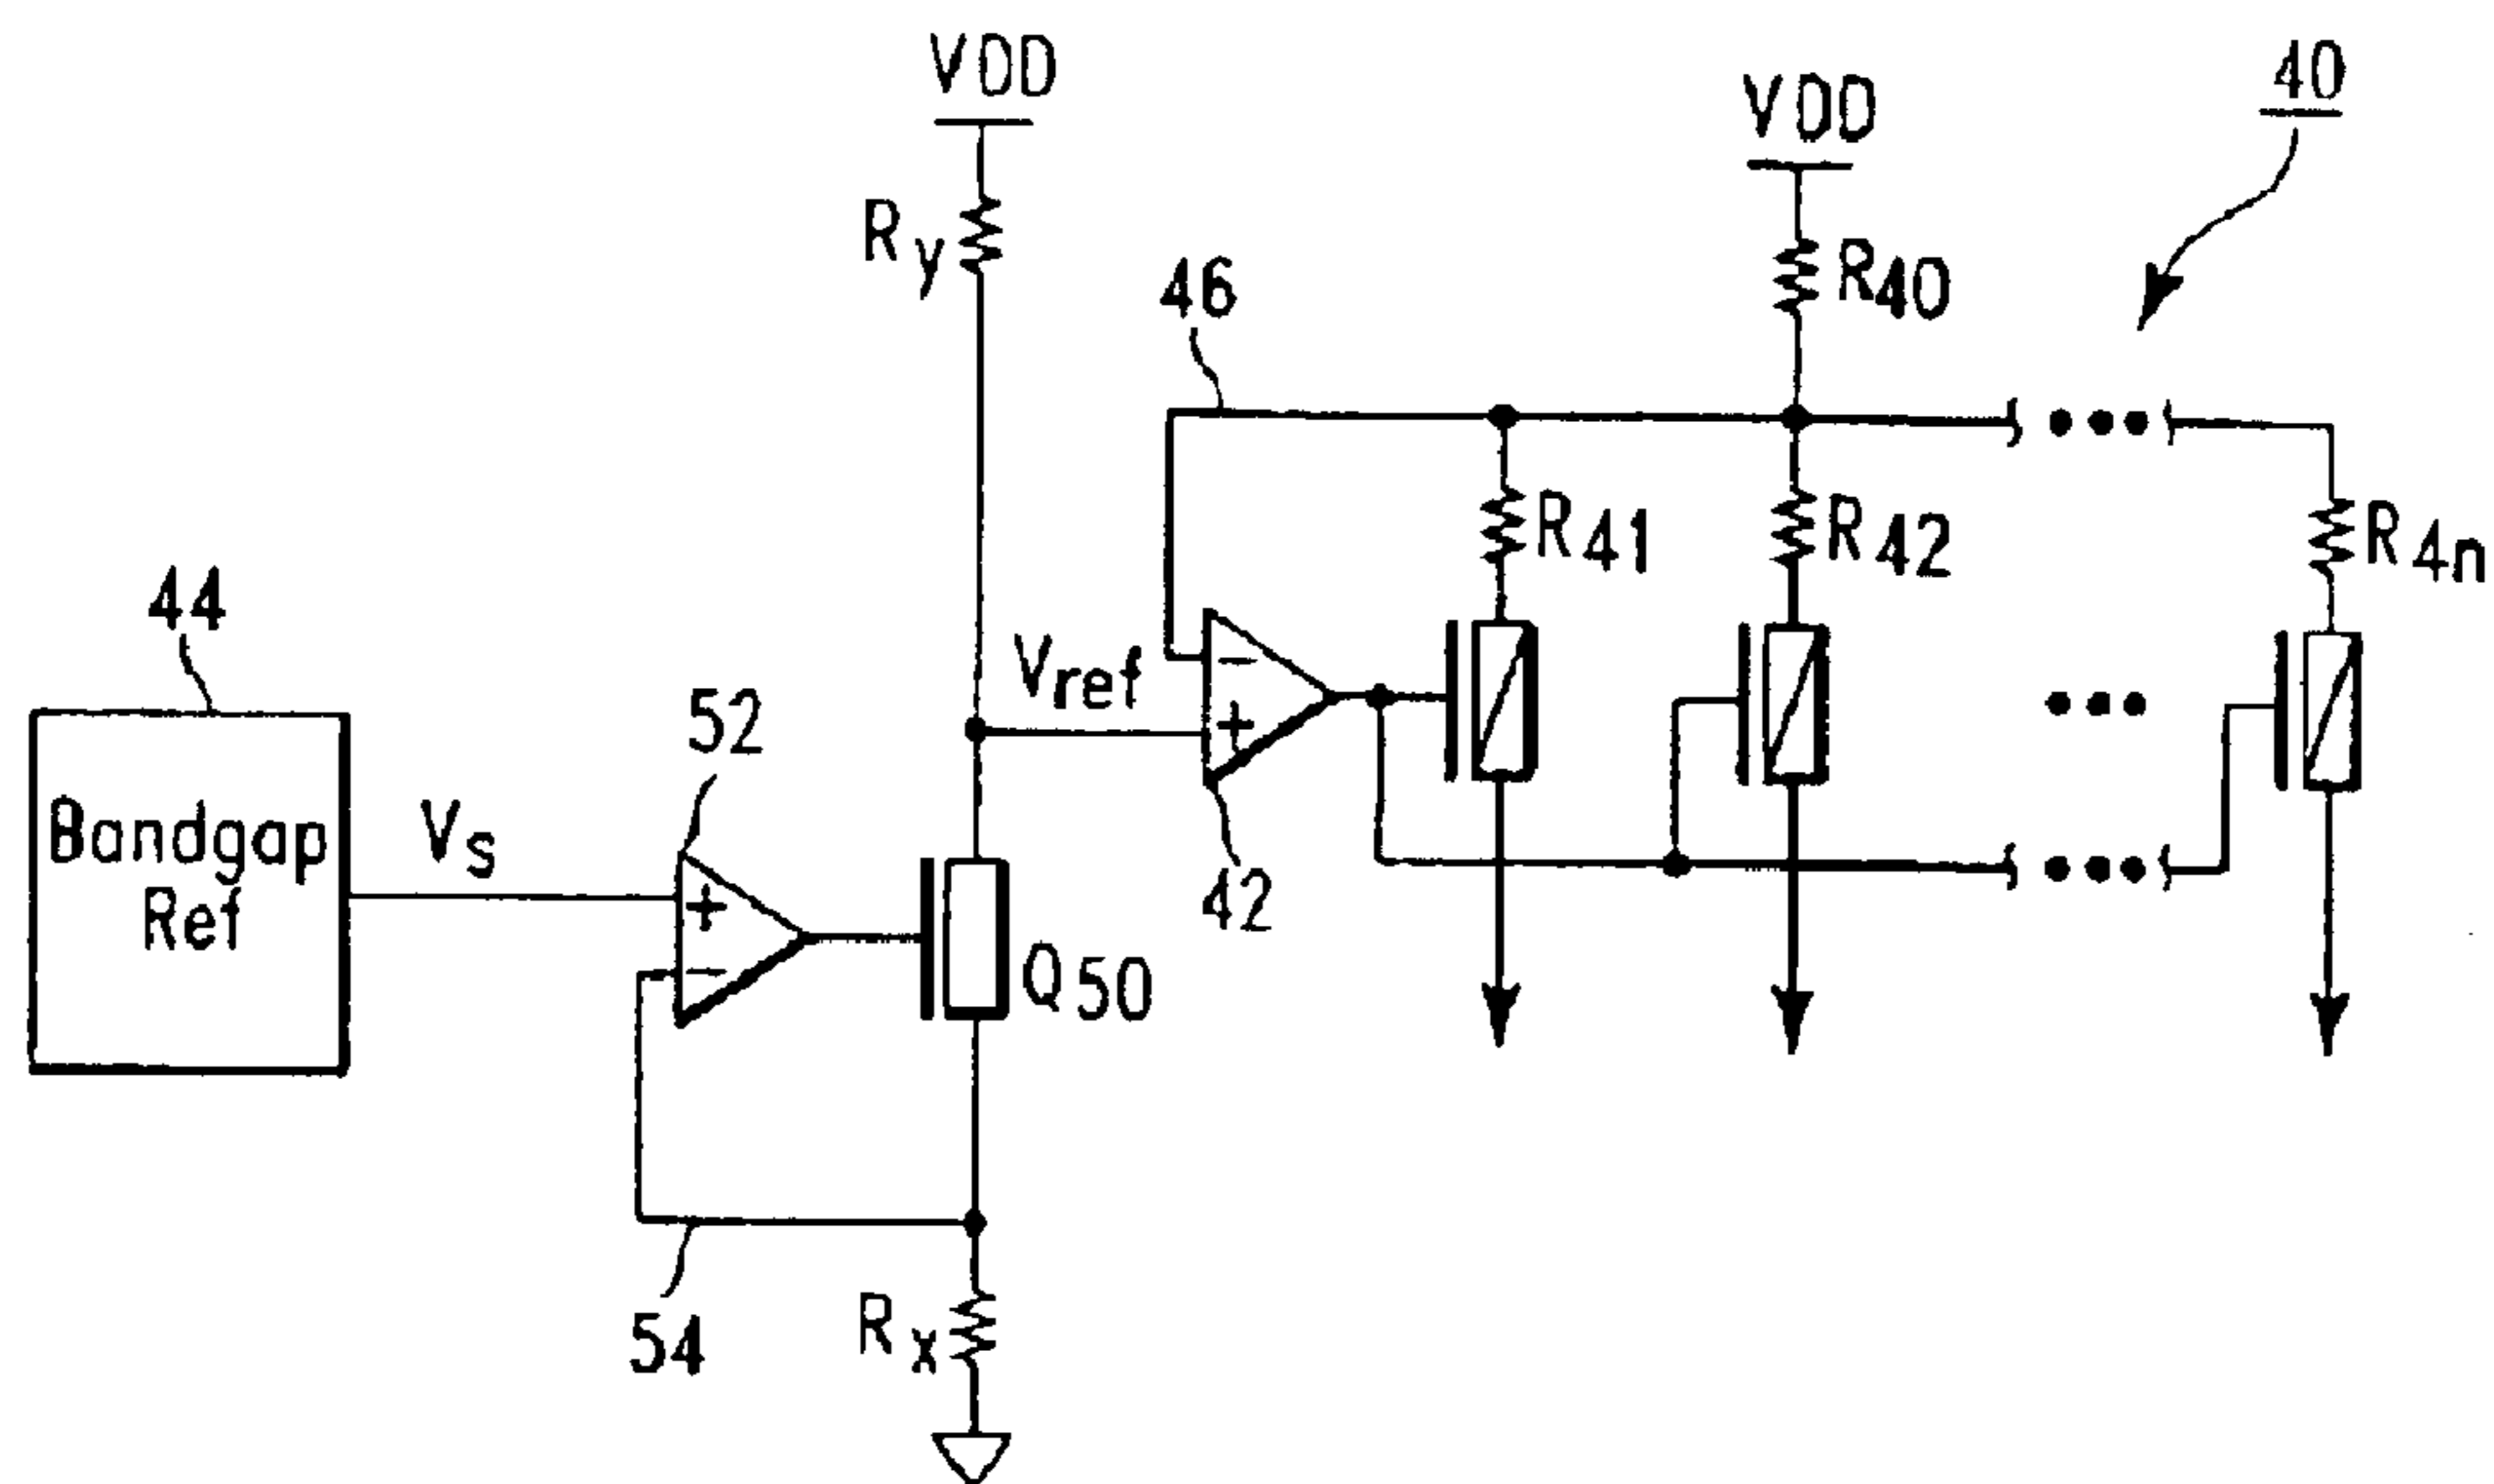 VDD
VDD
40
Ry
R40
46
R41
R42
R4n
44
Vref
52
Bandgap
Ref
Vs
+
-
-
+
42
Q50
54
Rx